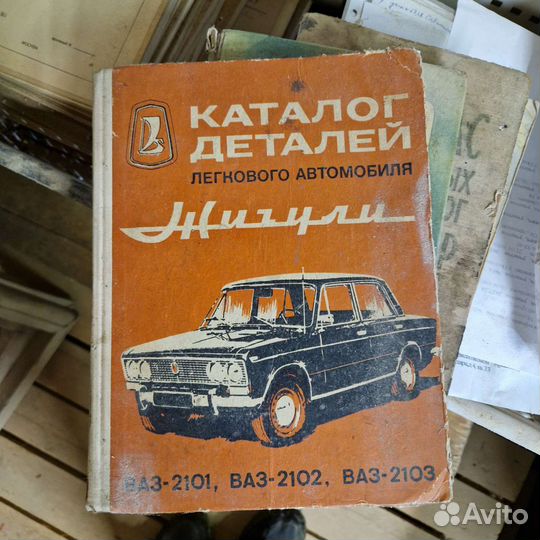 КАТАЛОГ
ДЕТАЛЕЙ
ЛЕГКОВОГО АВТОМОБИЛЯ
Жигули
ВАЗ-2101, ВАЗ-2102, ВАЗ-2103
Avito